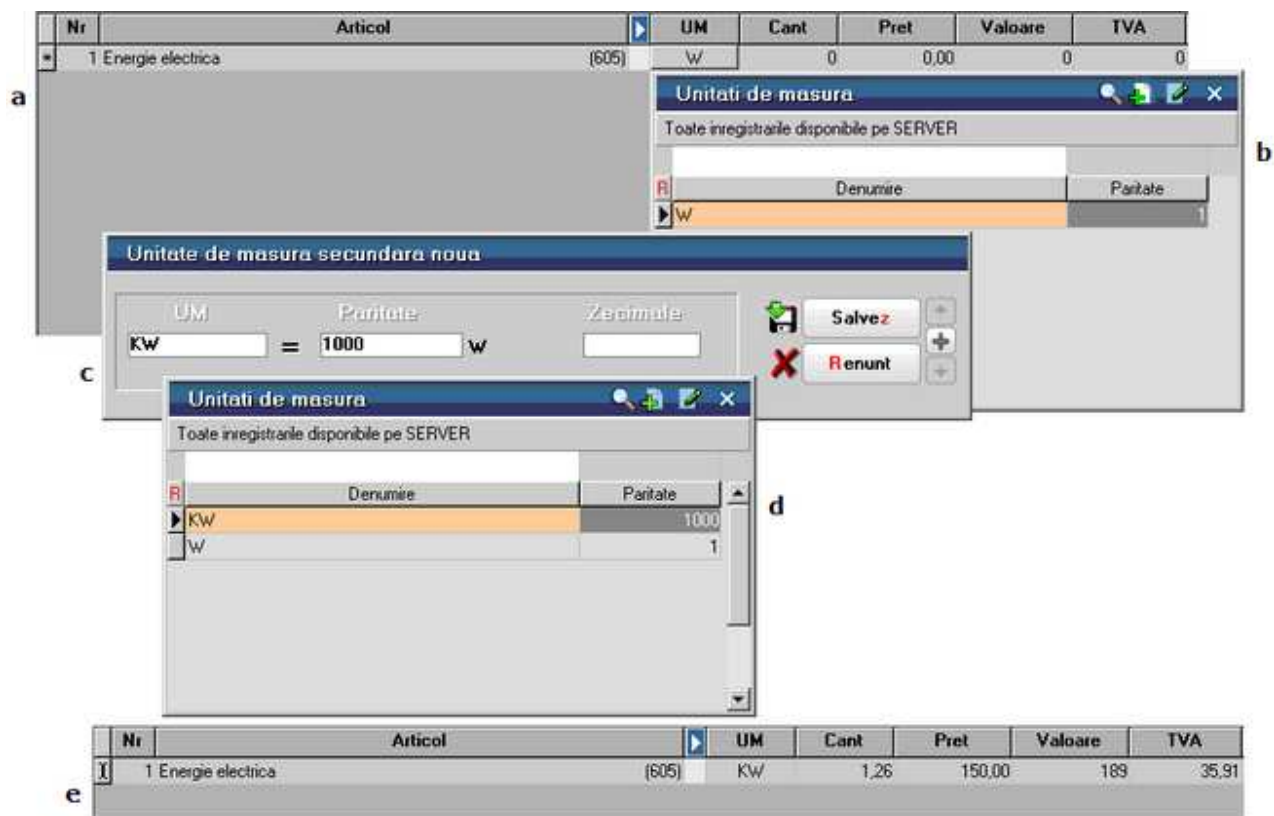 Nr Articol UM Cant Pret Valoare TVA
1 Energie electrica (605) W 0 0,00 0 0
a
Unitati de masura
Toate inregistrarile disponibile pe SERVER
b
R Denumire Paritate
W 1
Unitate de masura secundara noua
UM Paritate Zecimale
KW = 1000 W
Salvez
Renunt
c
Unitati de masura
Toate inregistrarile disponibile pe SERVER
R Denumire Paritate
d
KW 1000
W 1
Nr Articol UM Cant Pret Valoare TVA
1 Energie electrica (605) KW 1,26 150,00 189 35,91
e